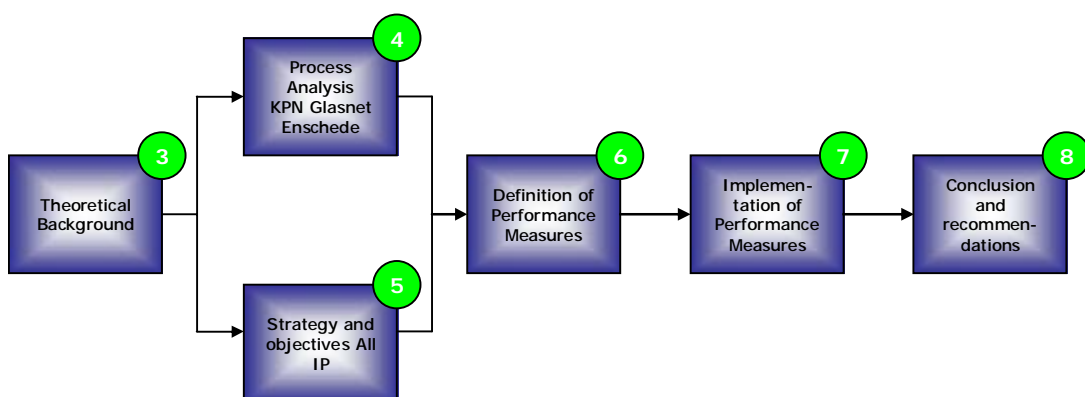 3
Theoretical
Background
4
Process
Analysis
KPN Glasnet
Enschede
5
Strategy and
objectives All
IP
6
Definition of
Performance
Measures
7
Implemen-
tation of
Performance
Measures
8
Conclusion
and
recommen-
dations